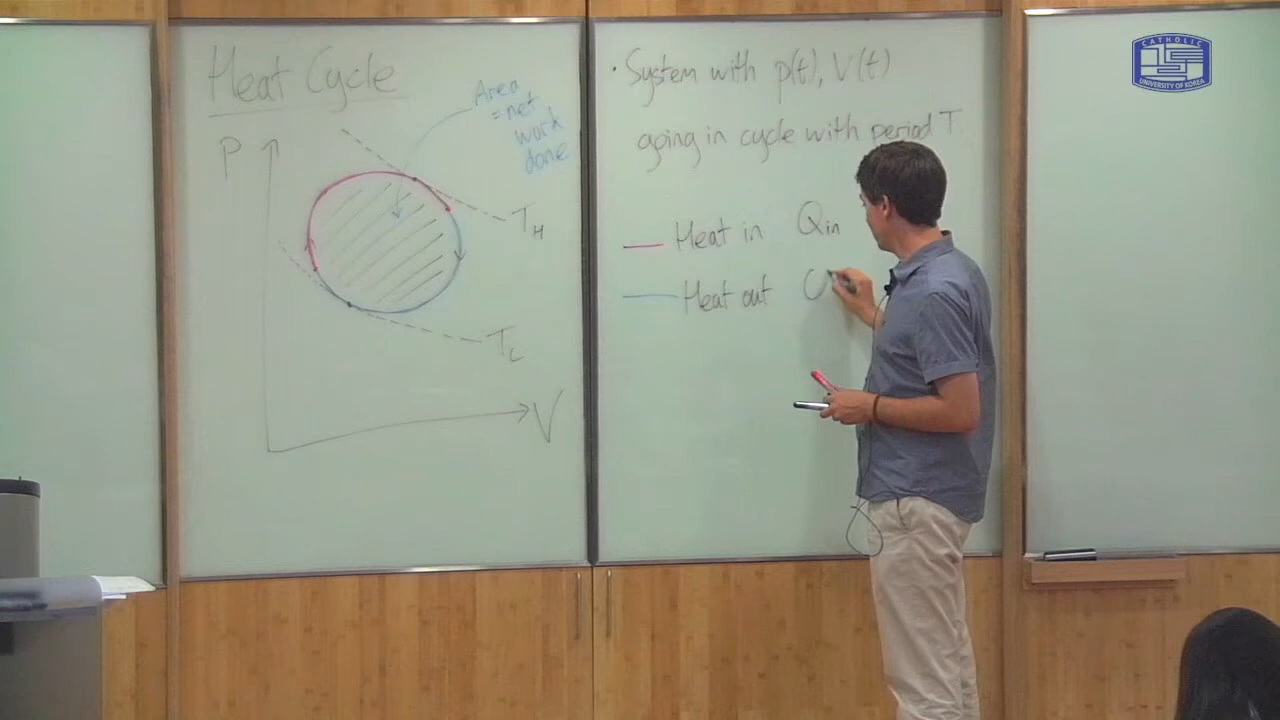 Heat Cycle
Area
= net
work
done
P
T_H
T_C
V
· System with p(t), V(t)
going in cycle with period T
Heat in Q_in
Heat out
CATHOLIC
UNIVERSITY OF KOREA